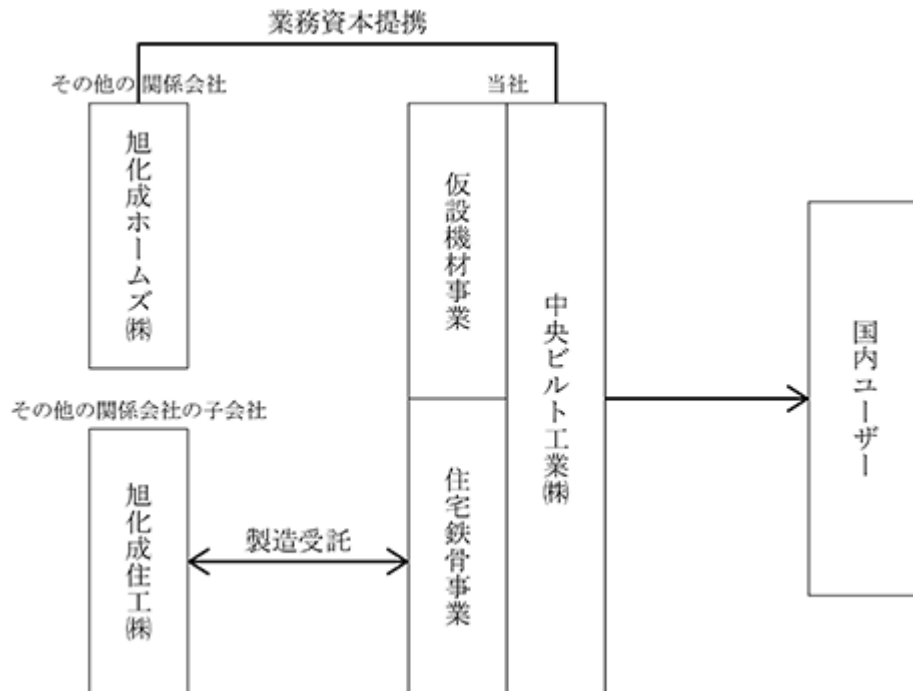 業務資本提携
その他の関係会社
当社
旭化成ホームズ㈱
仮設機材事業
中央ビルト工業㈱
国内ユーザー
その他の関係会社の子会社
旭化成住工㈱
製造受託
住宅鉄骨事業